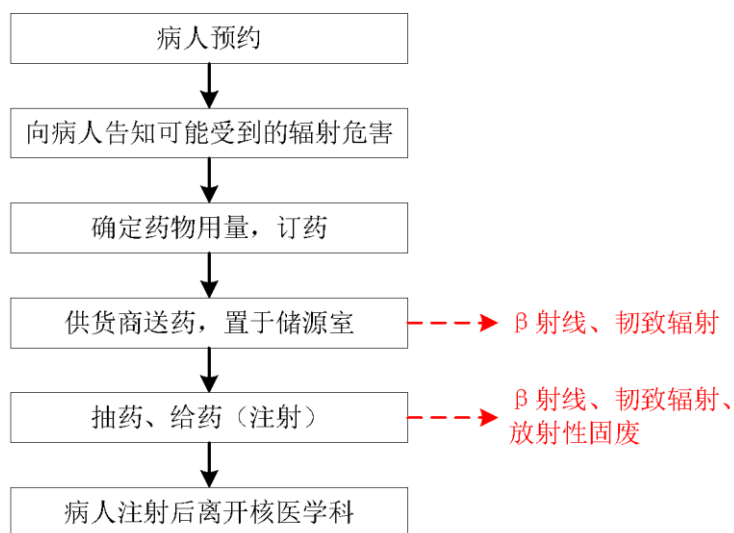 病人预约
向病人告知可能受到的辐射危害
确定药物用量，订药
供货商送药，置于储源室
β射线、韧致辐射
抽药、给药（注射）
β射线、韧致辐射、
放射性固废
病人注射后离开核医学科